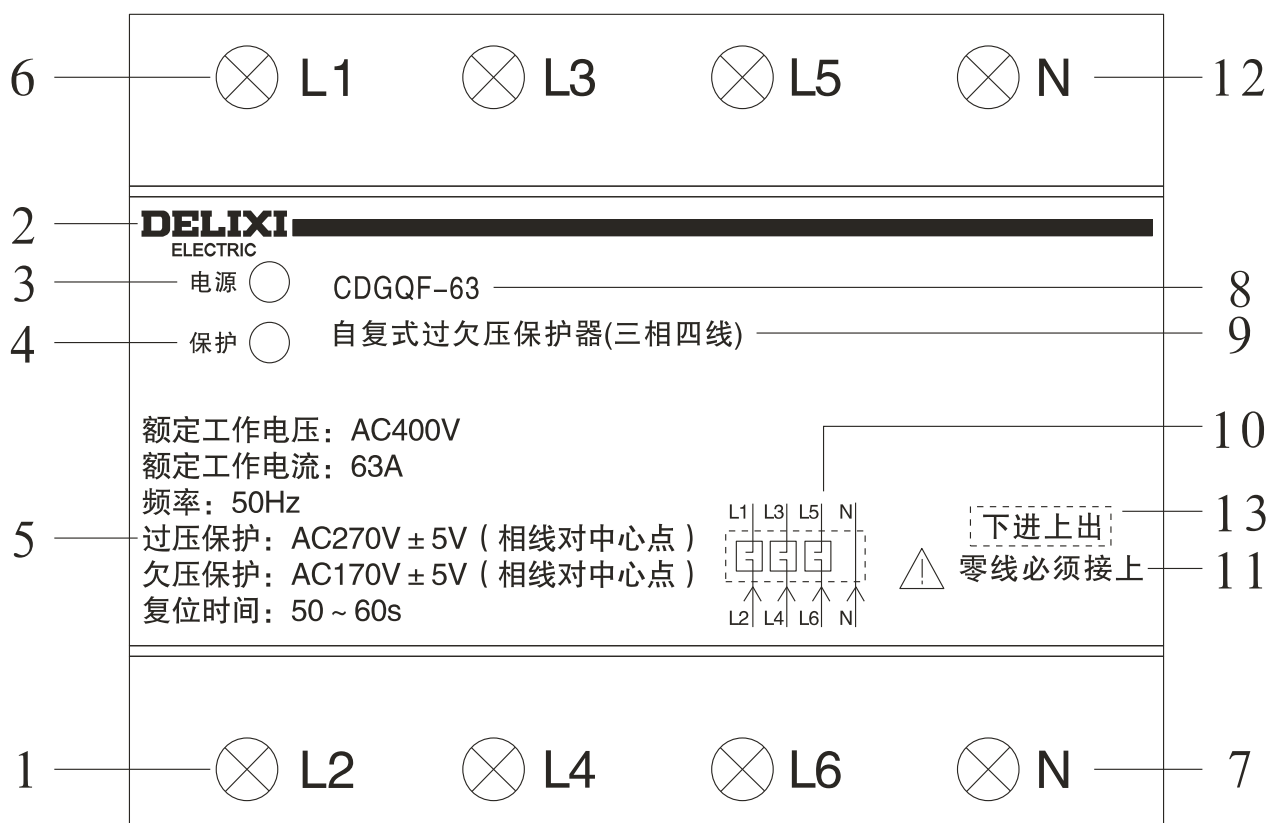 6 L1 L3 L5 N 12
2 DELIXI
ELECTRIC
3 电源 CDGQF-63 8
4 保护 自复式过欠压保护器(三相四线) 9
额定工作电压：AC400V 10
额定工作电流：63A
频率：50Hz
L1 L3 L5 N
下进上出 13
5 过压保护：AC270V±5V（相线对中心点）
零线必须接上 11
欠压保护：AC170V±5V（相线对中心点）
复位时间：50~60s
L2 L4 L6 N
1 L2 L4 L6 N 7